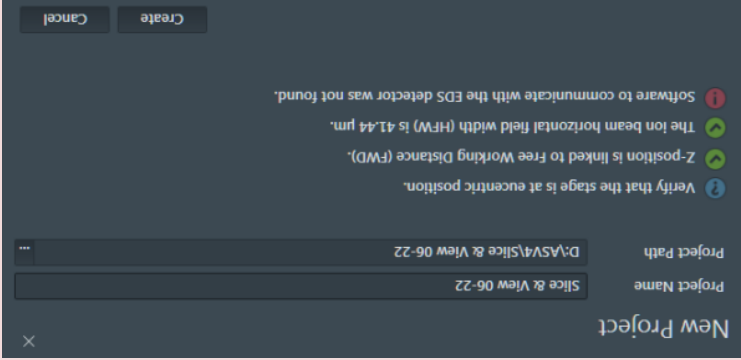 New Project
Project Name
Slice & View 06-22
Project Path
D:\ASV4\Slice & View 06-22
...
Verify that the stage is at eucentric position.
Z-position is linked to Free Working Distance (FWD).
The ion beam horizontal field width (HFW) is 41.44 µm.
Software to communicate with the EDS detector was not found.
Create
Cancel